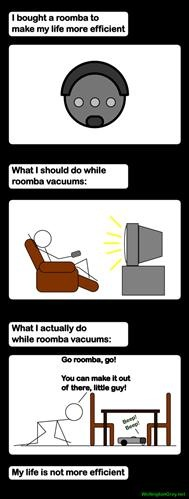 I bought a roomba to
make my life more efficient
What I should do while
roomba vacuums:
What I actually do
while roomba vacuums:
Go roomba, go!
You can make it out
of there, little guy!
Beep!
Beep!
My life is not more efficient
WellingtonGrey.net